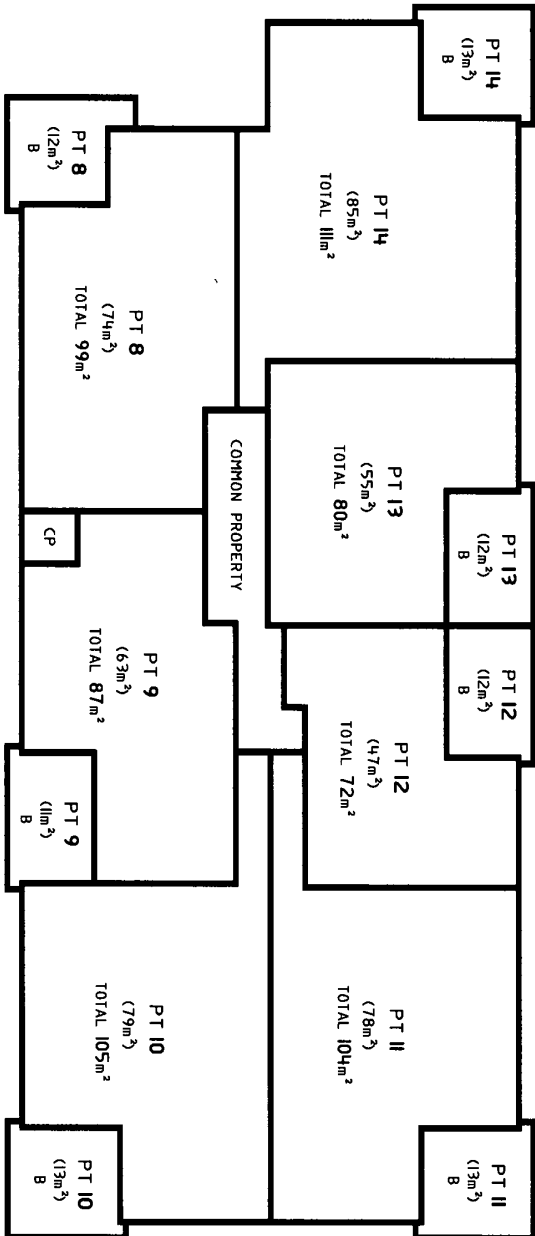 PT 14
(13m²)
B
PT 13
(12m²)
B
PT 12
(12m²)
B
PT 11
(13m²)
B
PT 14
(85m²)
TOTAL 111m²
PT 13
(55m²)
TOTAL 80m²
PT 12
(47m²)
TOTAL 72m²
PT 11
(78m²)
TOTAL 104m²
COMMON PROPERTY
PT 8
(74m²)
TOTAL 99m²
PT 9
(63m²)
TOTAL 87m²
PT 10
(79m²)
TOTAL 105m²
PT 8
(12m²)
B
CP
PT 9
(11m²)
B
PT 10
(13m²)
B